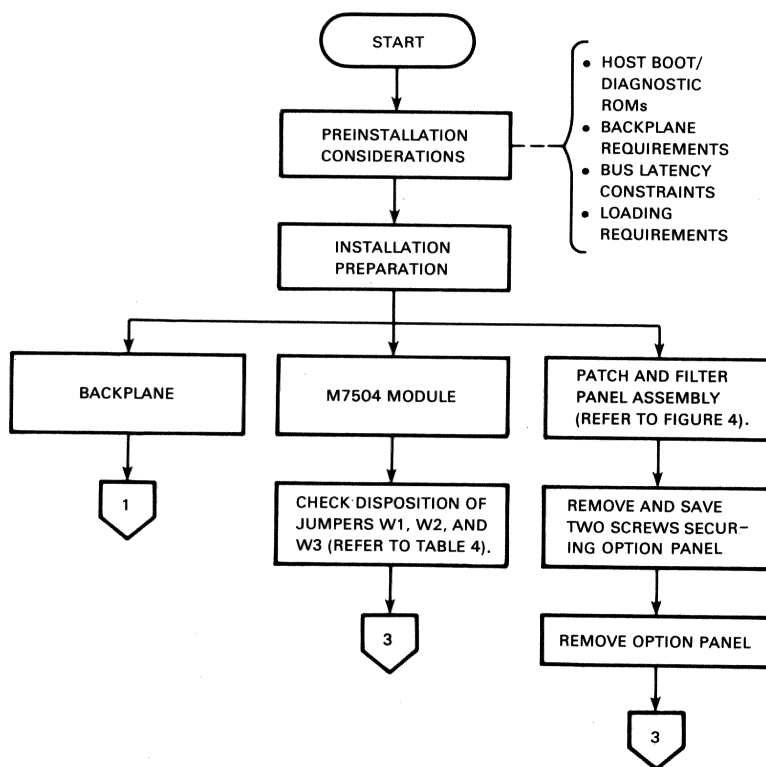 START
PREINSTALLATION
CONSIDERATIONS
• HOST BOOT/
DIAGNOSTIC
ROMs
• BACKPLANE
REQUIREMENTS
• BUS LATENCY
CONSTRAINTS
• LOADING
REQUIREMENTS
INSTALLATION
PREPARATION
BACKPLANE
1
M7504 MODULE
CHECK DISPOSITION OF
JUMPERS W1, W2, AND
W3 (REFER TO TABLE 4).
3
PATCH AND FILTER
PANEL ASSEMBLY
(REFER TO FIGURE 4).
REMOVE AND SAVE
TWO SCREWS SECUR-
ING OPTION PANEL
REMOVE OPTION PANEL
3